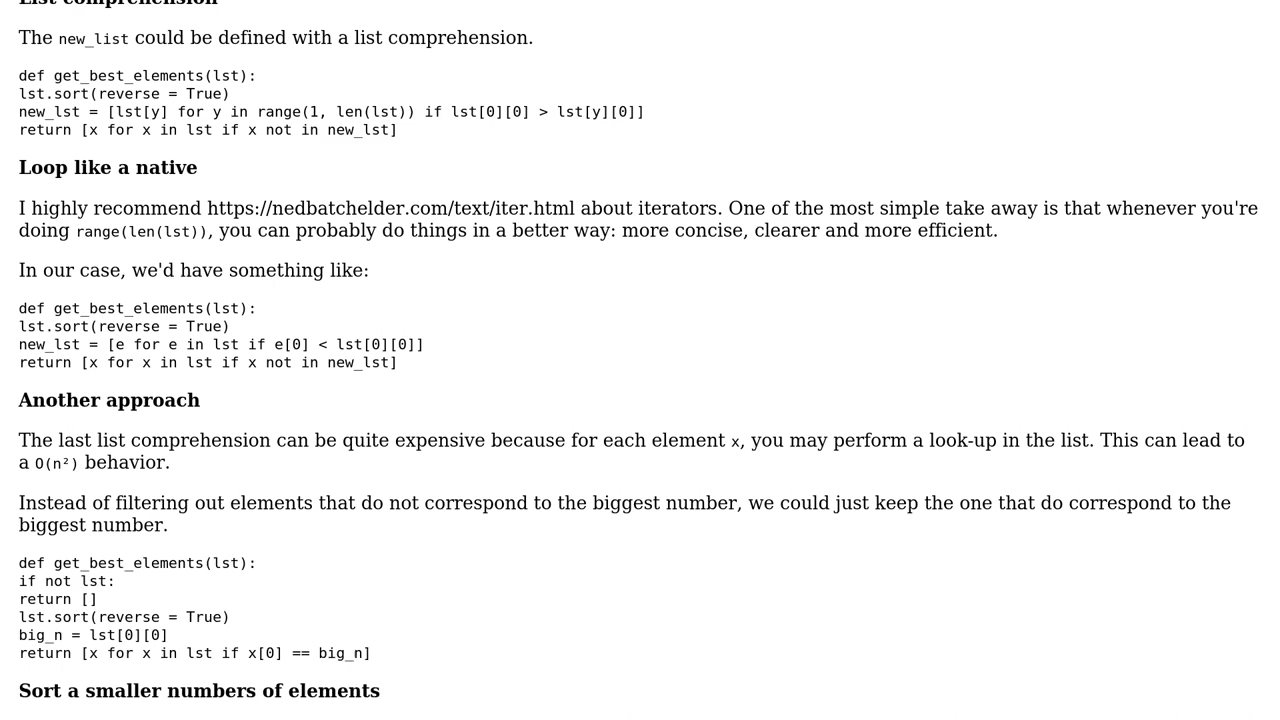 List comprehension
The new_list could be defined with a list comprehension.
def get_best_elements(lst):
lst.sort(reverse = True)
new_lst = [lst[y] for y in range(1, len(lst)) if lst[0][0] > lst[y][0]]
return [x for x in lst if x not in new_lst]
Loop like a native
I highly recommend https://nedbatchelder.com/text/iter.html about iterators. One of the most simple take away is that whenever you're
doing range(len(lst)), you can probably do things in a better way: more concise, clearer and more efficient.
In our case, we'd have something like:
def get_best_elements(lst):
lst.sort(reverse = True)
new_lst = [e for e in lst if e[0] < lst[0][0]]
return [x for x in lst if x not in new_lst]
Another approach
The last list comprehension can be quite expensive because for each element x, you may perform a look-up in the list. This can lead to
a O(n²) behavior.
Instead of filtering out elements that do not correspond to the biggest number, we could just keep the one that do correspond to the
biggest number.
def get_best_elements(lst):
if not lst:
return []
lst.sort(reverse = True)
big_n = lst[0][0]
return [x for x in lst if x[0] == big_n]
Sort a smaller numbers of elements